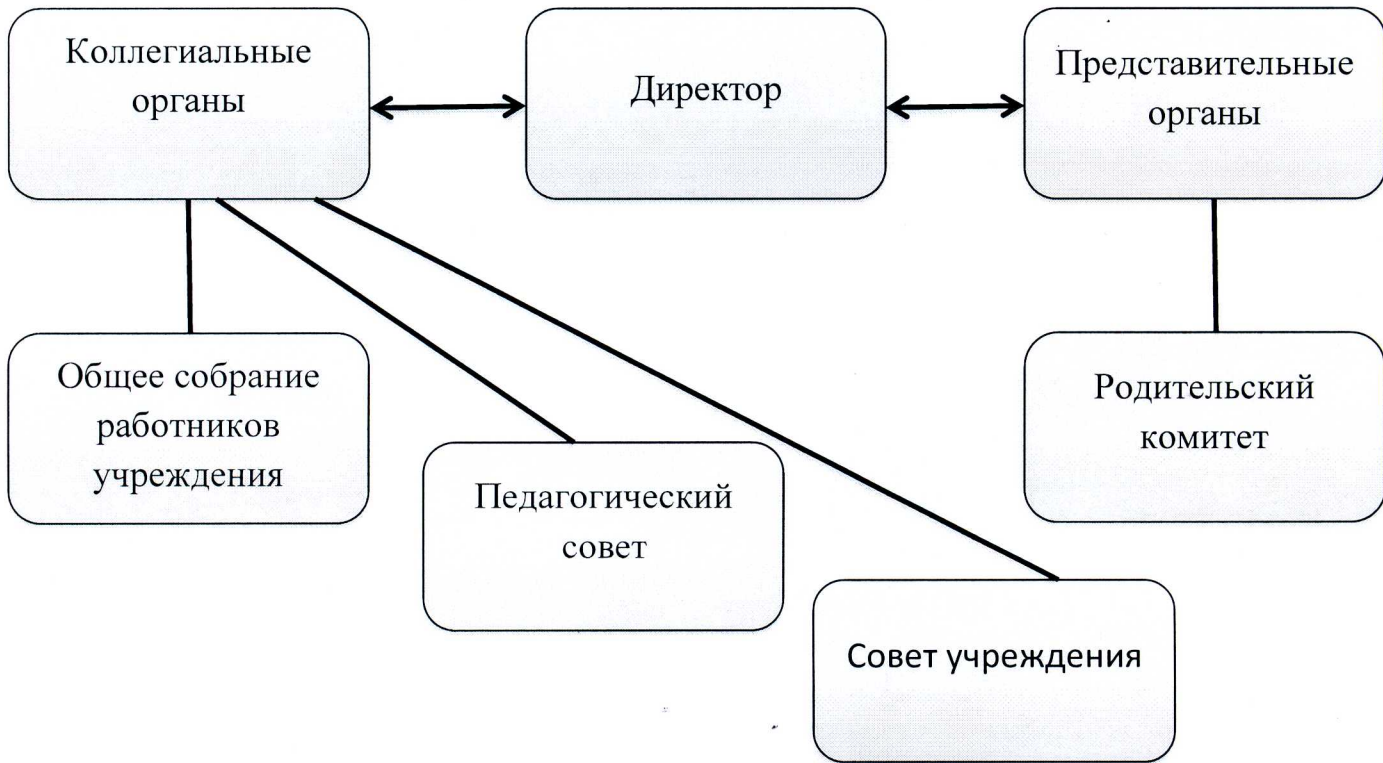 Коллегиальные
органы
Директор
Представительные
органы
Общее собрание
работников
учреждения
Родительский
комитет
Педагогический
совет
Совет учреждения